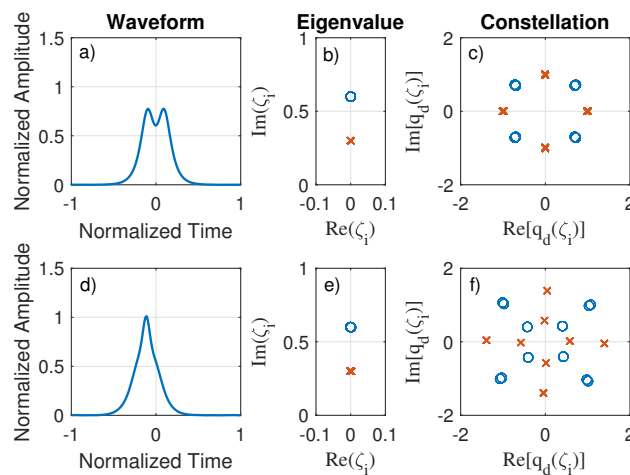 Waveform
Eigenvalue
Constellation
a)
b)
c)
Normalized Amplitude
1.5
1
0.5
0
-1
0
1
Normalized Time
Im(ζi)
1
0.5
0
-0.1
0
0.1
Re(ζi)
Im[qd(ζi)]
2
0
-2
-2
0
2
Re[qd(ζi)]
d)
e)
f)
Normalized Amplitude
1.5
1
0.5
0
-1
0
1
Normalized Time
Im(ζi)
1
0.5
0
-0.1
0
0.1
Re(ζi)
Im[qd(ζi)]
2
0
-2
-2
0
2
Re[qd(ζi)]